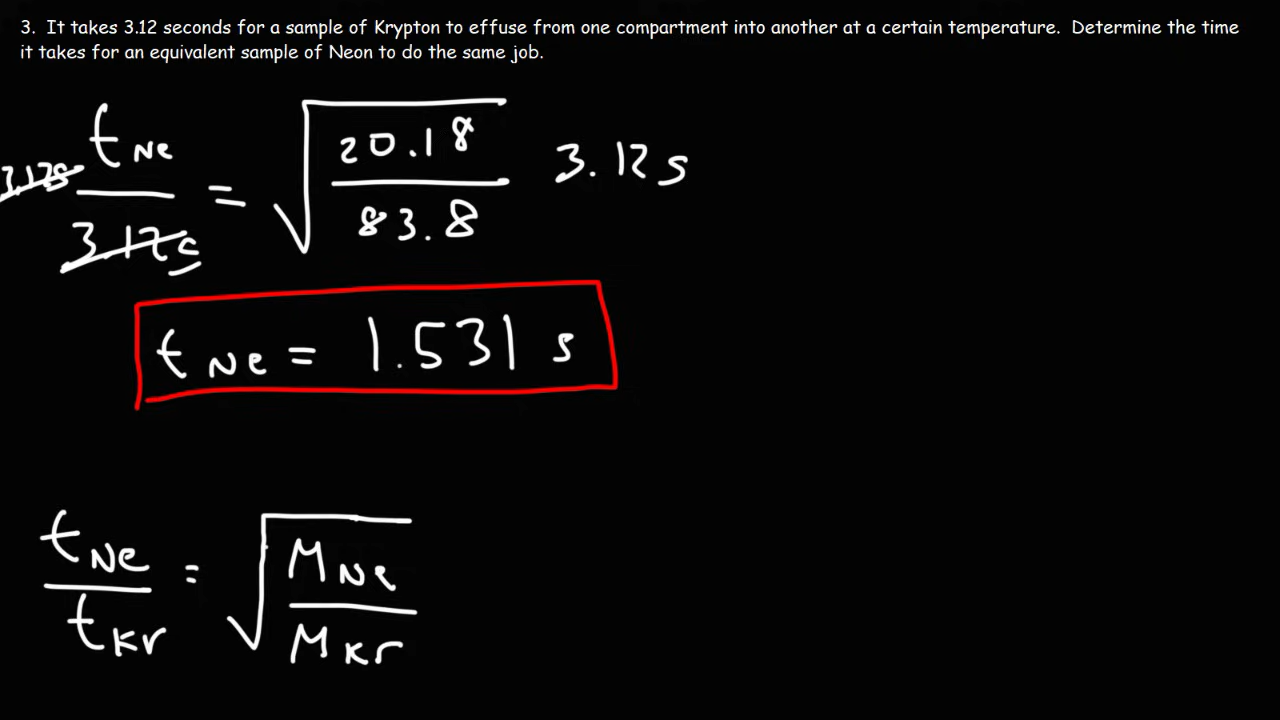 3. It takes 3.12 seconds for a sample of Krypton to effuse from one compartment into another at a certain temperature. Determine the time
it takes for an equivalent sample of Neon to do the same job.
3.12s t Ne / 3.12s = √(20.18 / 83.8) 3.12 s
t Ne = 1.531 s
t Ne / t Kr = √(M Ne / M Kr)